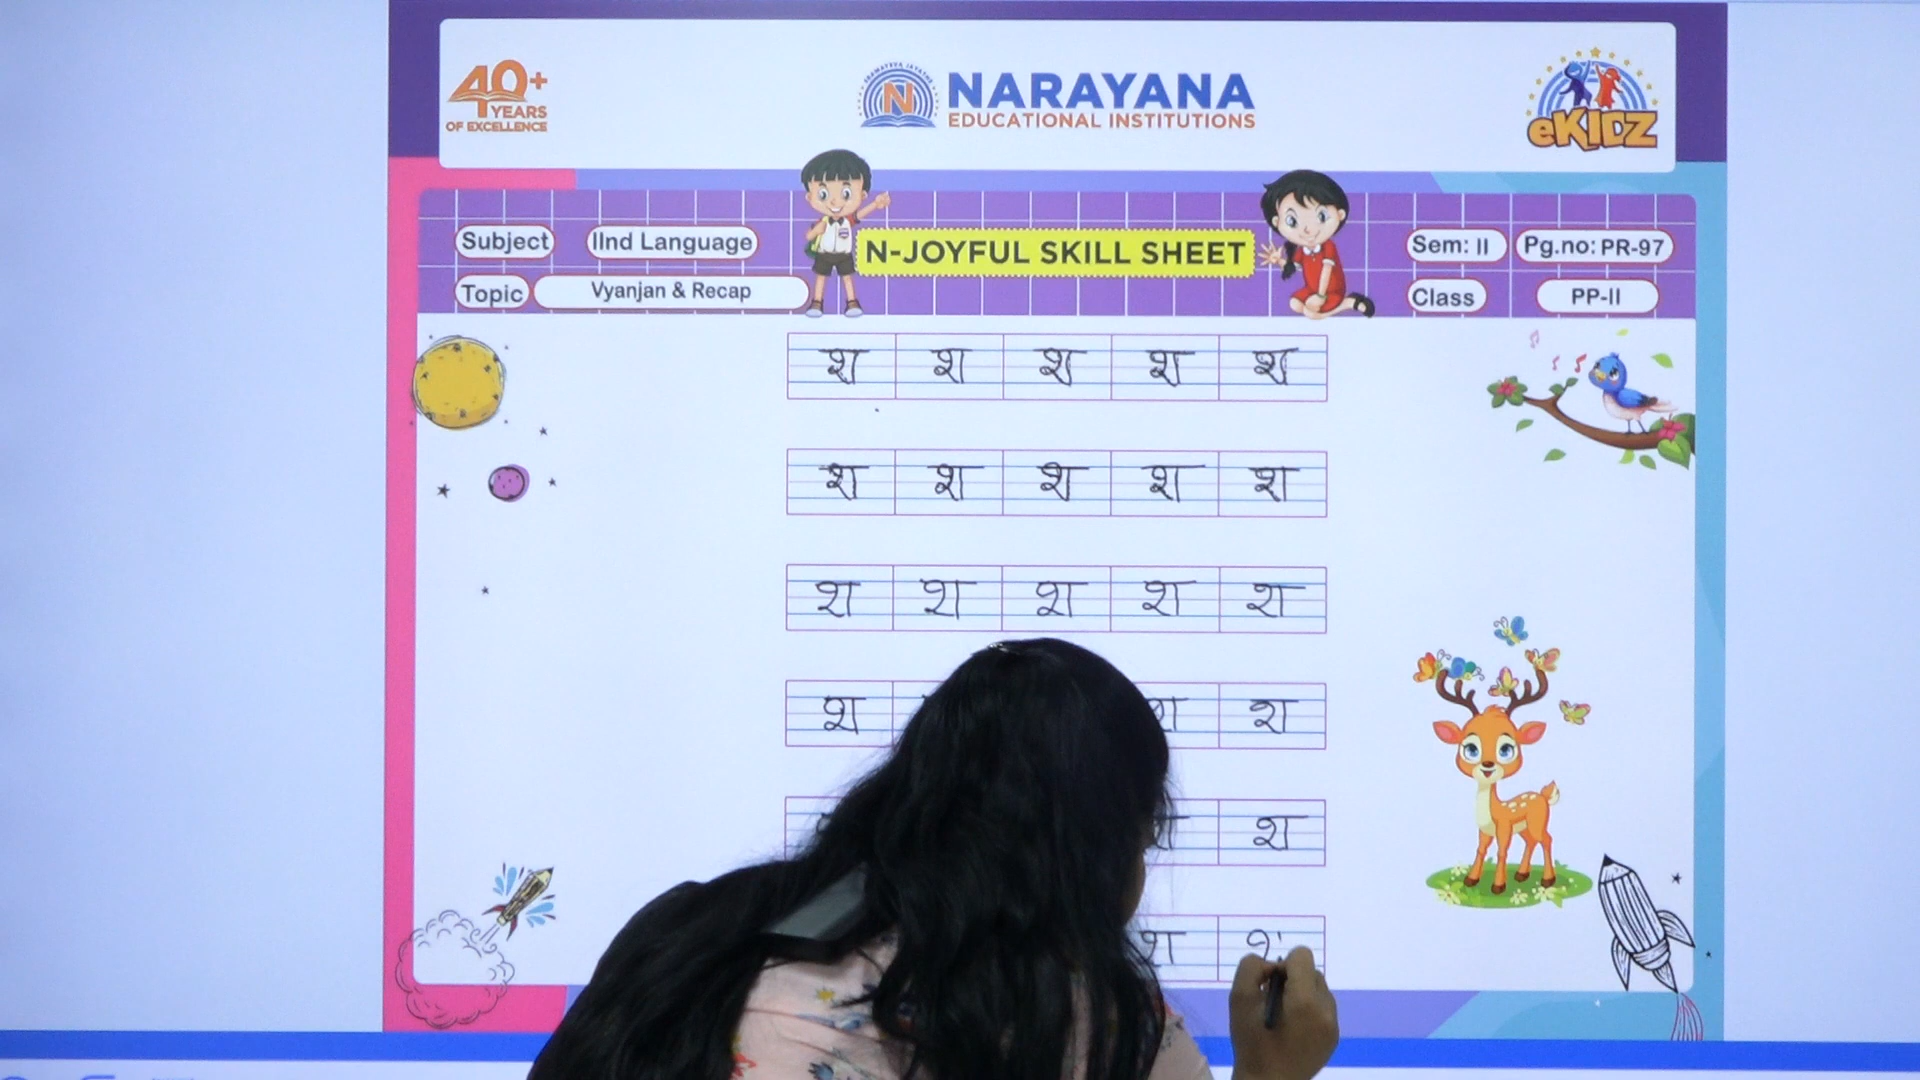 40+
YEARS
OF EXCELLENCE
NARAYANA
EDUCATIONAL INSTITUTIONS
eKIDZ
Subject IInd Language
N-JOYFUL SKILL SHEET
Sem: II Pg.no: PR-97
Topic Vyanjan & Recap
Class PP-II
श श श श श
श श श श श
श श श श श
श श श
श
श